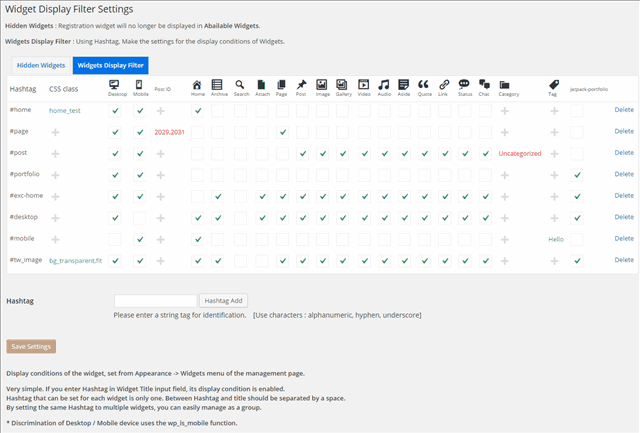 Widget Display Filter Settings
Hidden Widgets : Registration widget will no longer be displayed in Abailable Widgets.
Widgets Display Filter : Using Hashtag, Make the settings for the display conditions of Widgets.
Hidden Widgets Widgets Display Filter
Hashtag CSS class Desktop Mobile Post ID Home Archive Search Attach Page Post Image Gallery Video Audio Aside Quote Link Status Chat Category Tag jetpack-portfolio
#home home_test Delete
#page 2029,2031 Delete
#post Uncategorized Delete
#portfolio Delete
#exc-home Delete
#desktop Delete
#mobile Hello Delete
#tw_image bg_transparent,fit Delete
Hashtag Hashtag Add
Please enter a string tag for identification. [Use characters : alphanumeric, hyphen, underscore]
Save Settings
Display conditions of the widget, set from Appearance -> Widgets menu of the management page.
Very simple. If you enter Hashtag in Widget Title input field, its display condition is enabled.
Hashtag that can be set for each widget is only one. Between Hashtag and title should be separated by a space.
By setting the same Hashtag to multiple widgets, you can easily manage as a group.
* Discrimination of Desktop / Mobile device uses the wp_is_mobile function.